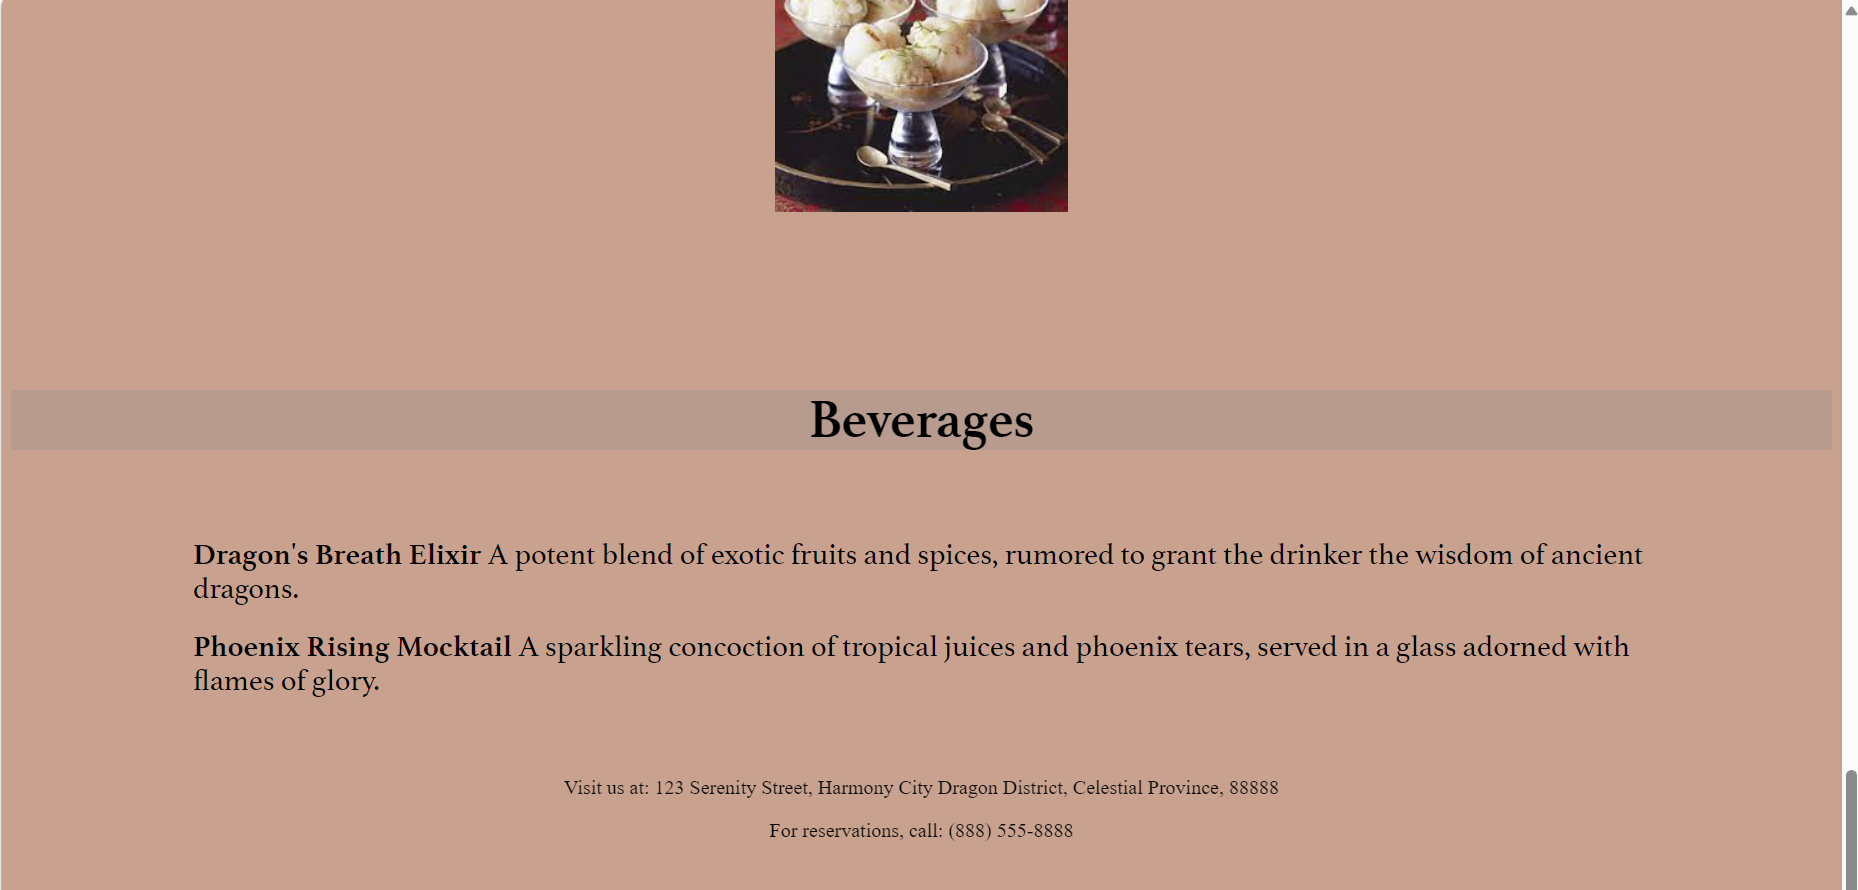 Beverages
Dragon's Breath Elixir A potent blend of exotic fruits and spices, rumored to grant the drinker the wisdom of ancient
dragons.
Phoenix Rising Mocktail A sparkling concoction of tropical juices and phoenix tears, served in a glass adorned with
flames of glory.
Visit us at: 123 Serenity Street, Harmony City Dragon District, Celestial Province, 88888
For reservations, call: (888) 555-8888